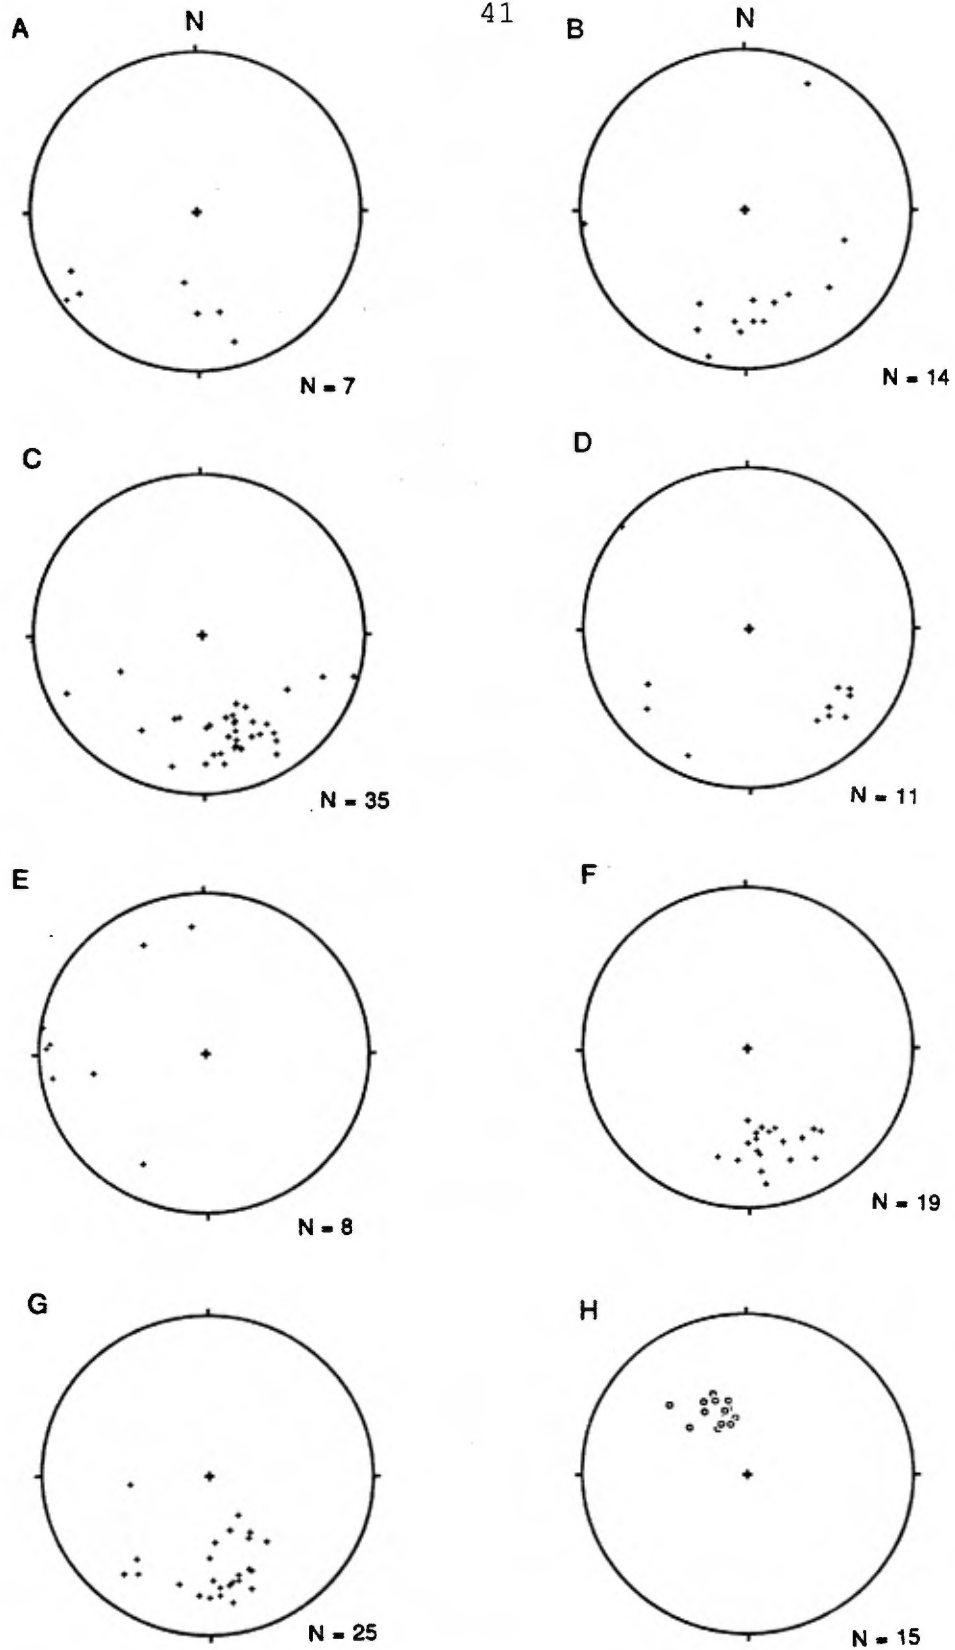 41
A
N
B
N
N = 7
N = 14
C
D
N = 35
N = 11
E
F
N = 8
N = 19
G
H
N = 25
N = 15